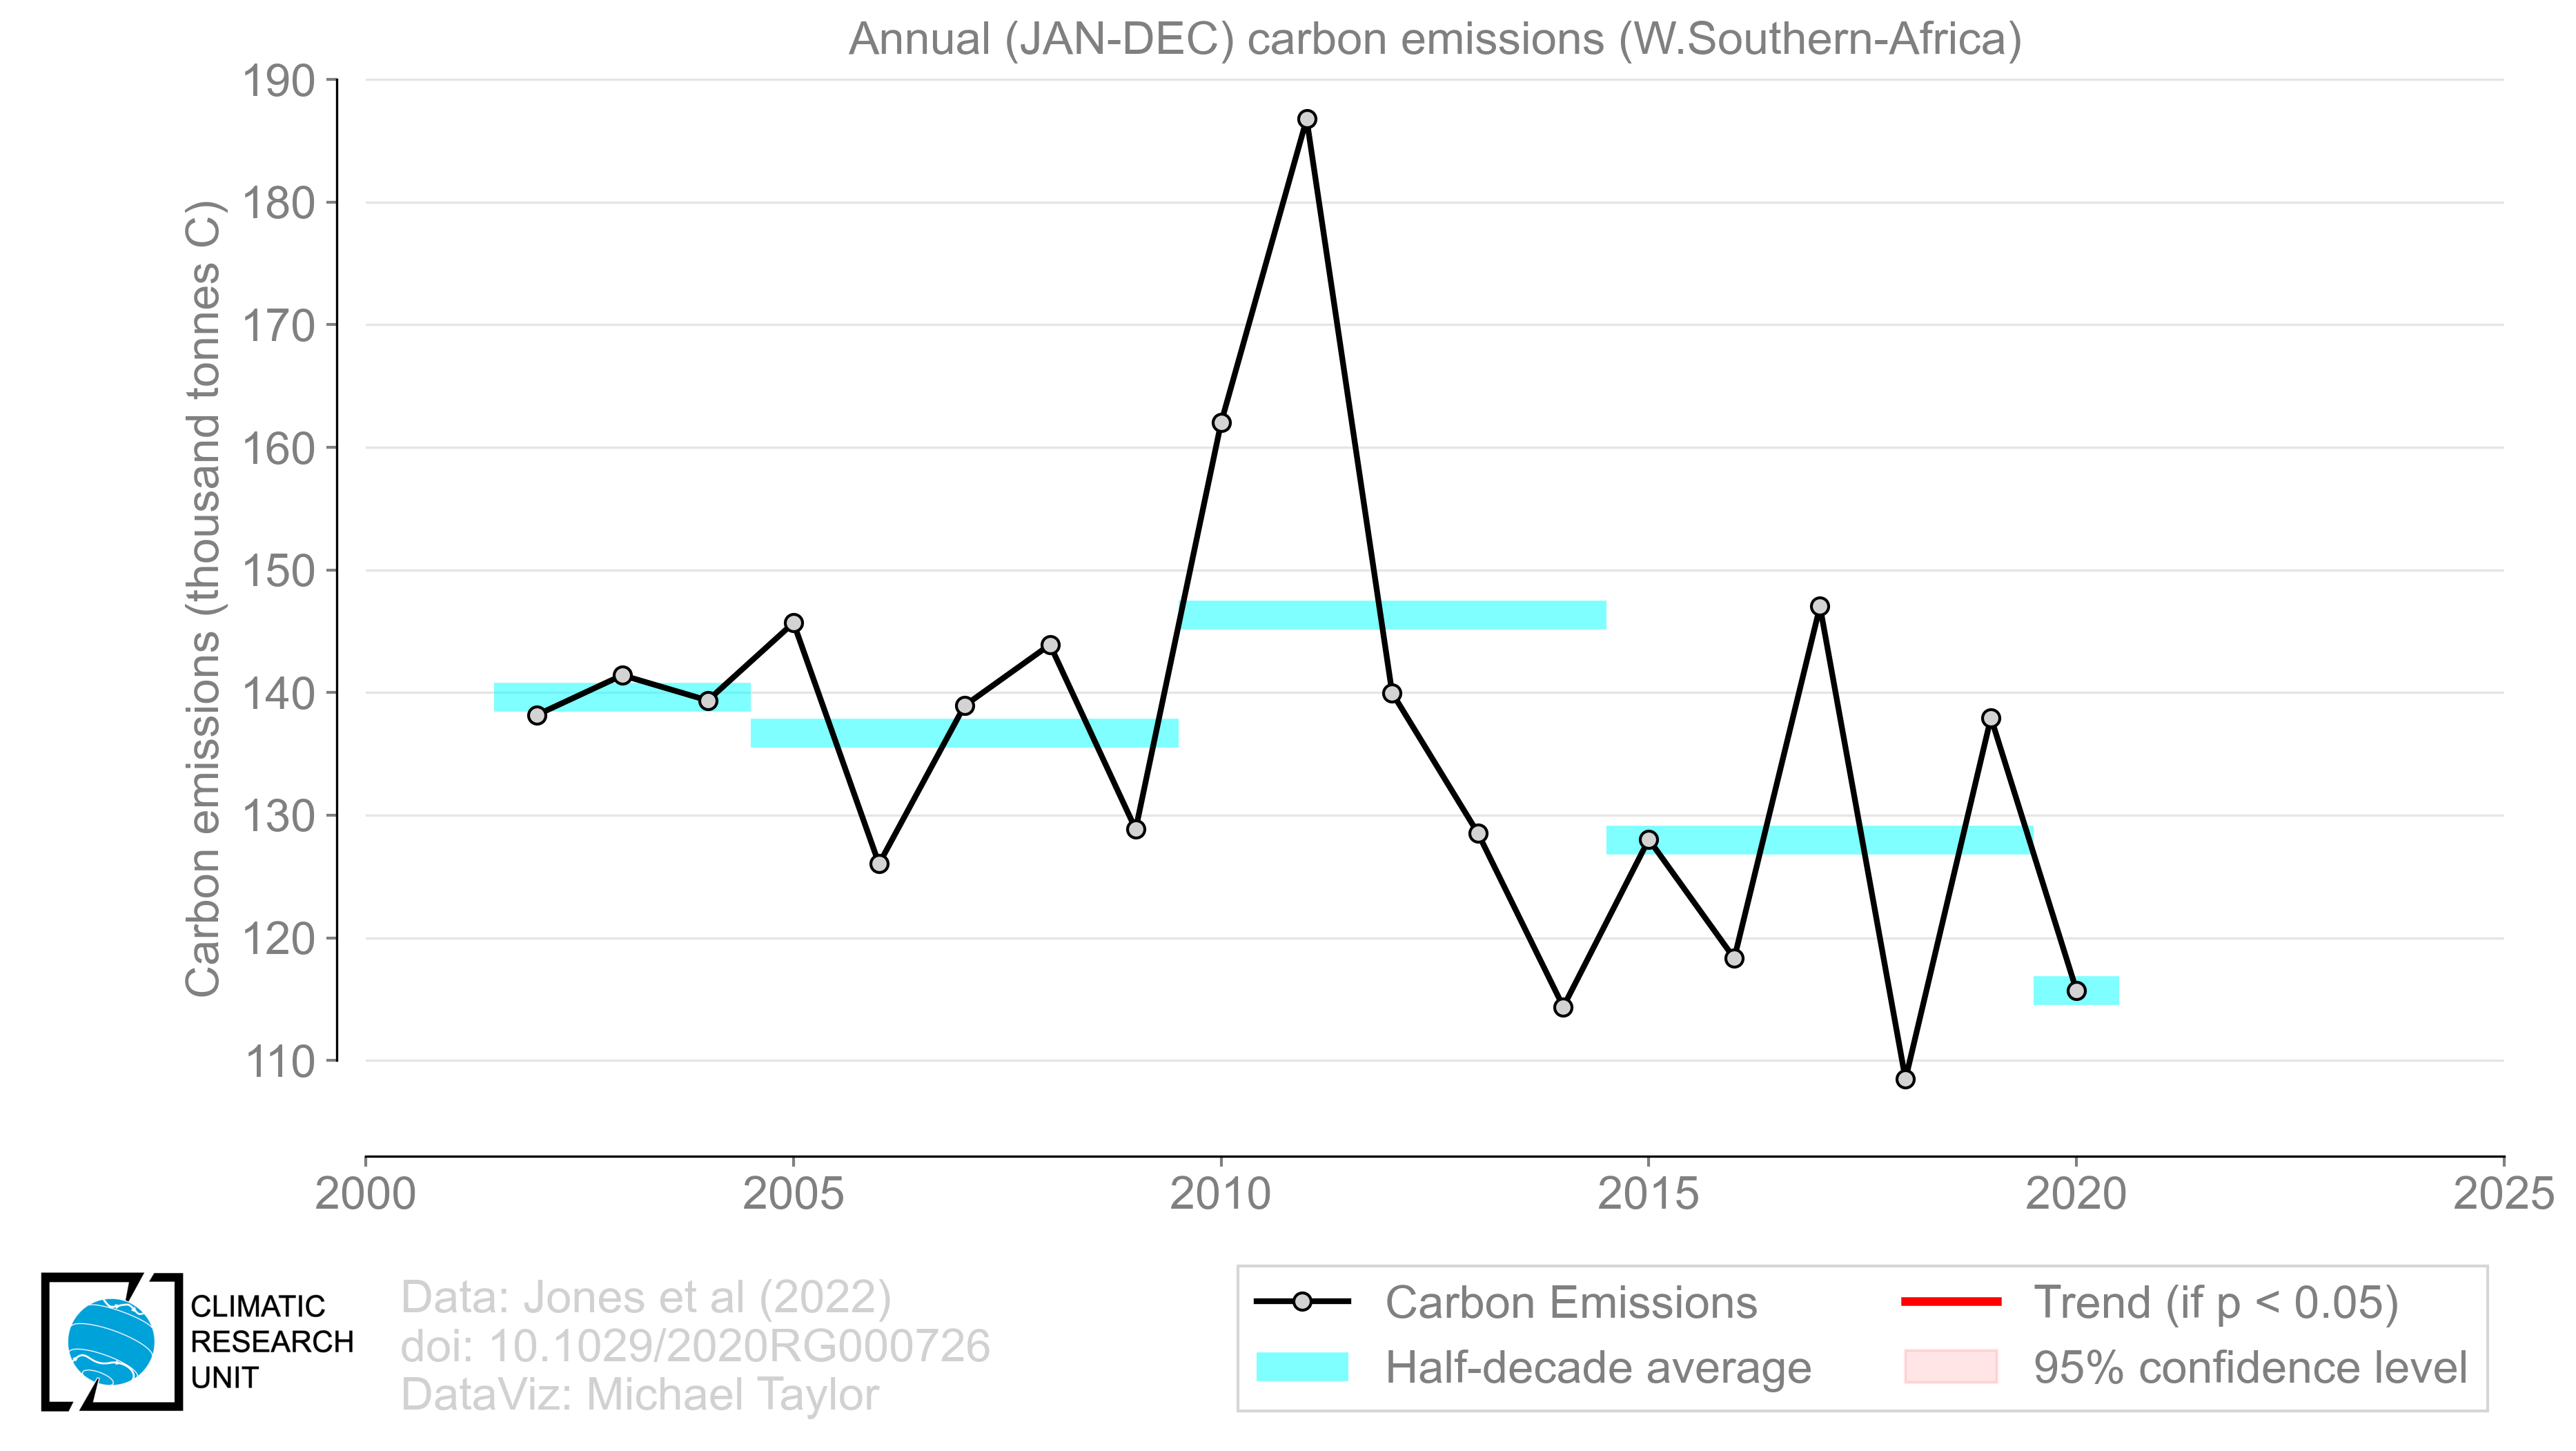 Annual (JAN-DEC) carbon emissions (W.Southern-Africa)
Carbon emissions (thousand tonnes C)
190
180
170
160
150
140
130
120
110
2000 2005 2010 2015 2020 2025
CLIMATIC
RESEARCH
UNIT
Data: Jones et al (2022)
doi: 10.1029/2020RG000726
DataViz: Michael Taylor
Carbon Emissions
Half-decade average
Trend (if p < 0.05)
95% confidence level